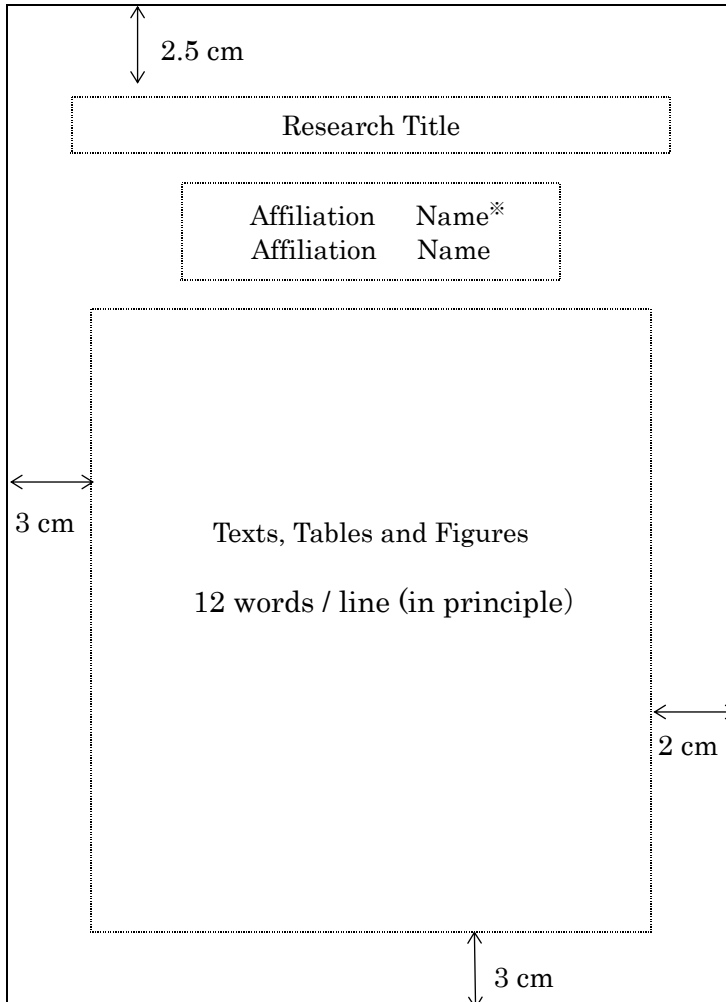 2.5 cm
Research Title
Affiliation Name※
Affiliation Name
3 cm
Texts, Tables and Figures
12 words / line (in principle）
2 cm
3 cm